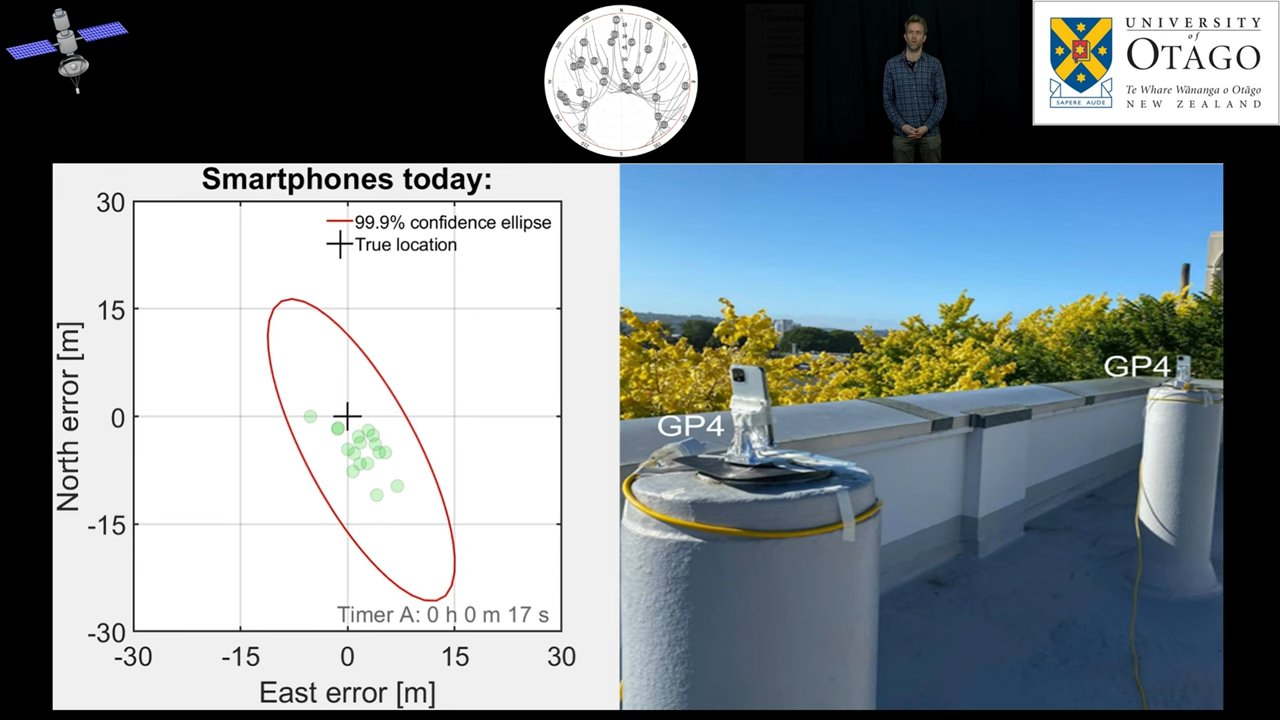 UNIVERSITY
of
OTAGO
Te Whare Wānanga o Otāgo
NEW ZEALAND
SAPERE AUDE
Smartphones today:
99.9% confidence ellipse
True location
30
15
0
-15
-30
North error [m]
Timer A: 0 h 0 m 17 s
-30 -15 0 15 30
East error [m]
GP4
GP4